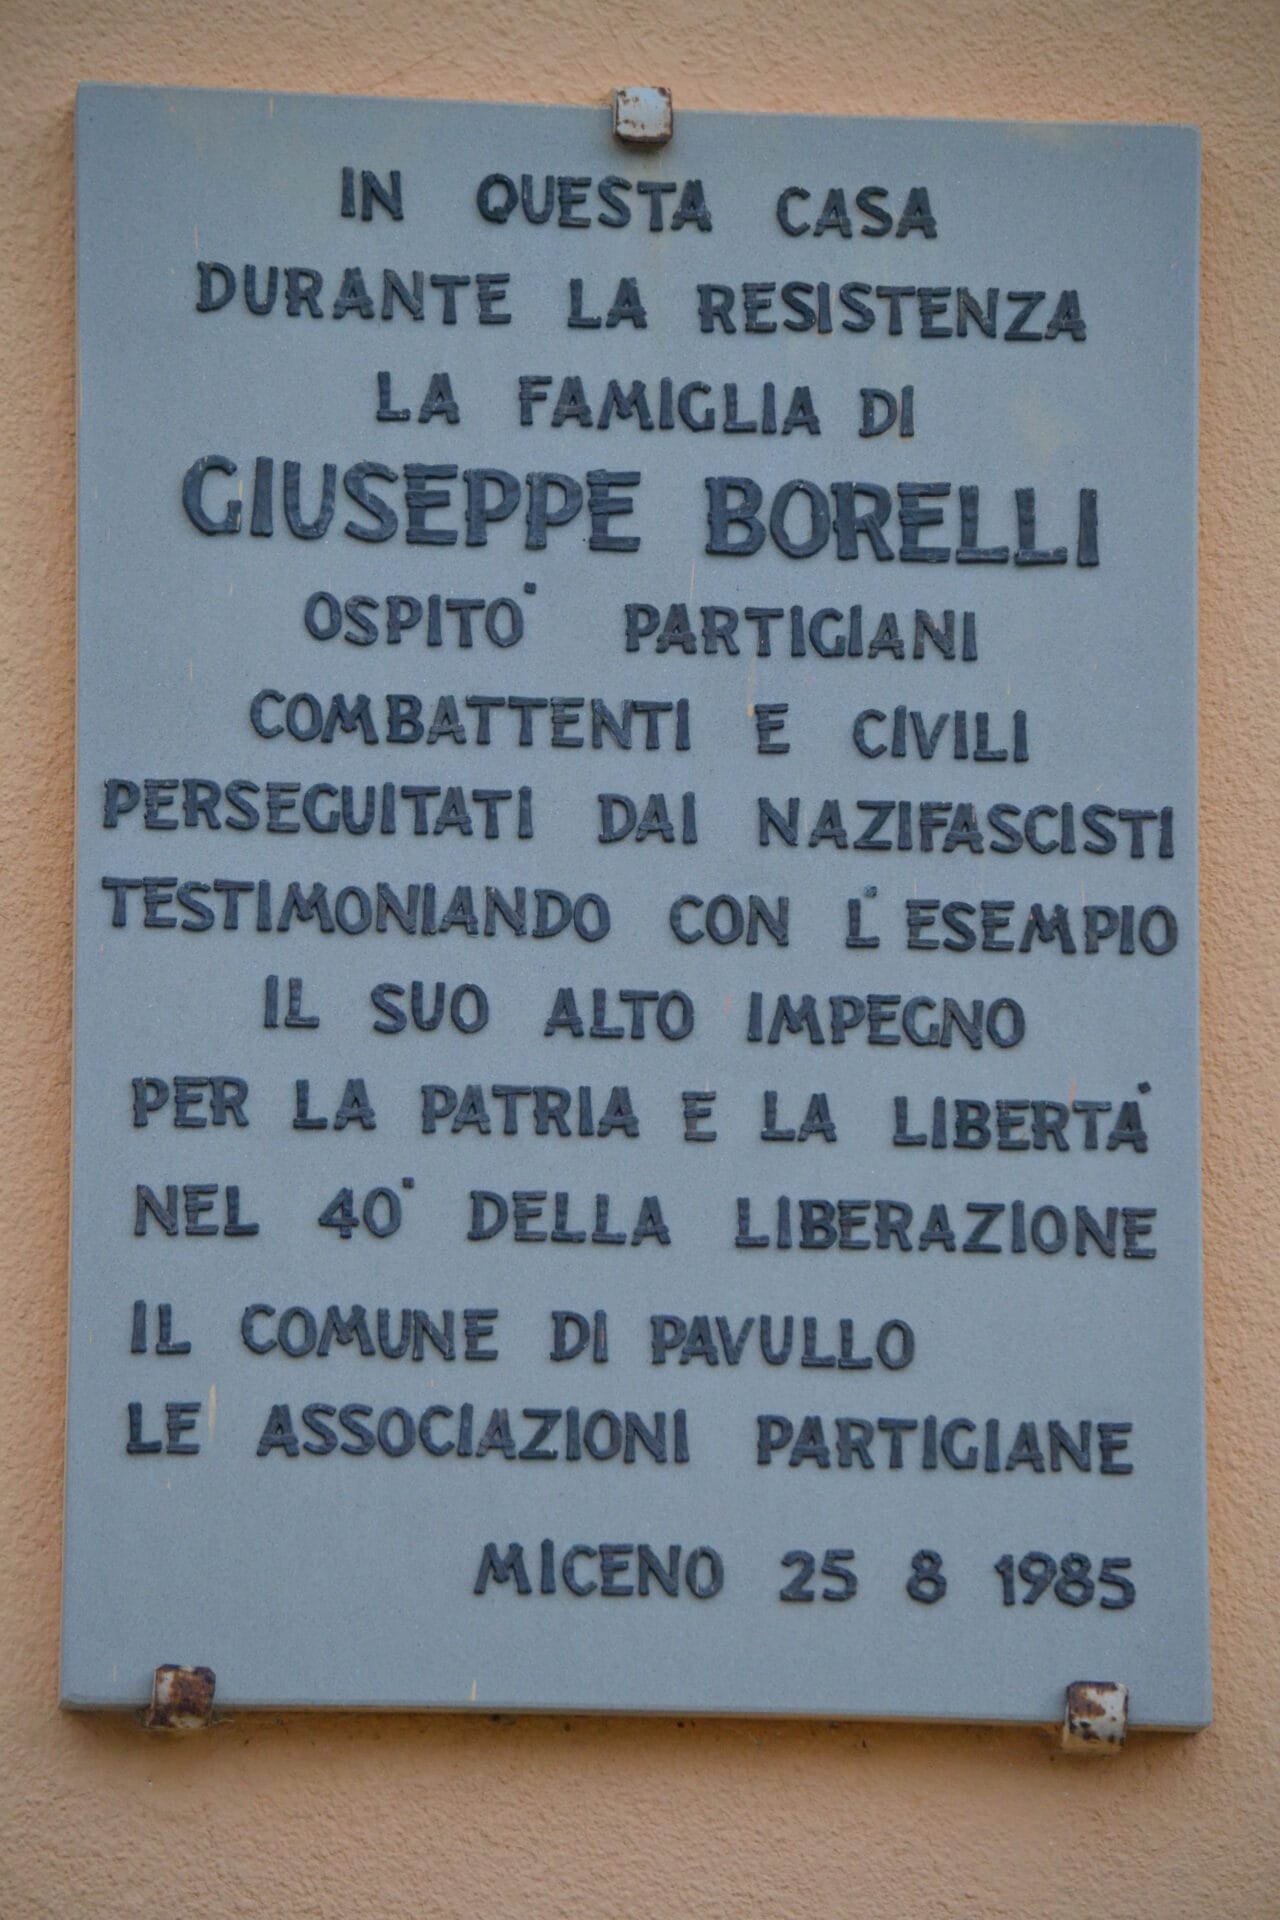 IN QUESTA CASA
DURANTE LA RESISTENZA
LA FAMIGLIA DI
GIUSEPPE BORELLI
OSPITO' PARTIGIANI
COMBATTENTI E CIVILI
PERSEGUITATI DAI NAZIFASCISTI
TESTIMONIANDO CON L'ESEMPIO
IL SUO ALTO IMPEGNO
PER LA PATRIA E LA LIBERTA'
NEL 40° DELLA LIBERAZIONE
IL COMUNE DI PAVULLO
LE ASSOCIAZIONI PARTIGIANE
MICENO 25 8 1985